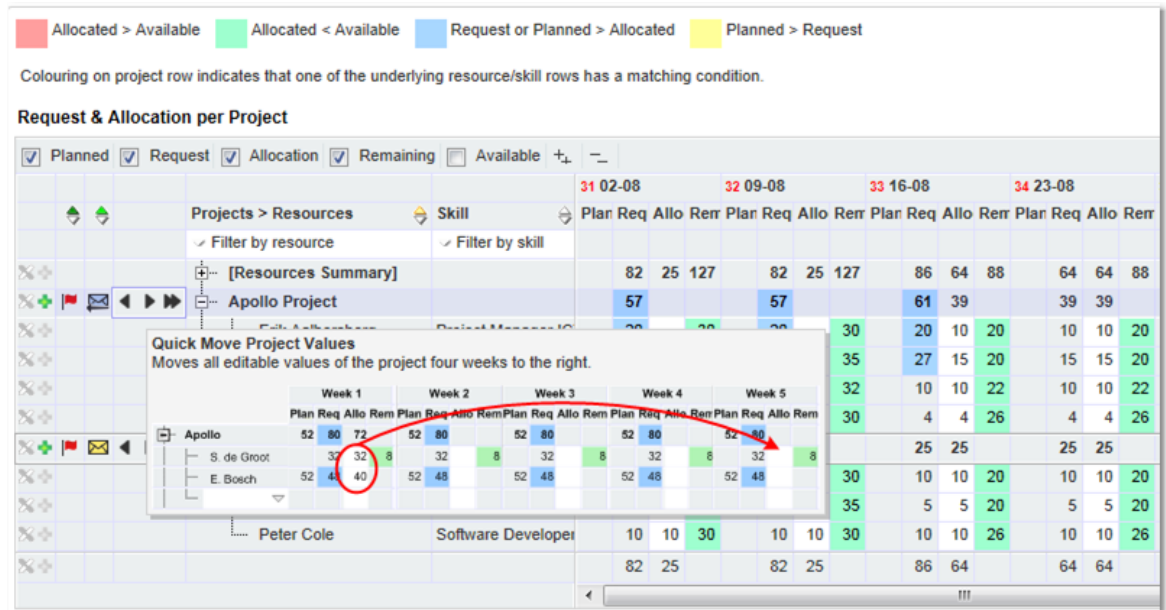 Allocated > Available Allocated < Available Request or Planned > Allocated Planned > Request
Colouring on project row indicates that one of the underlying resource/skill rows has a matching condition.
Request & Allocation per Project
Planned Request Allocation Remaining Available
31 02-08 32 09-08 33 16-08 34 23-08
Projects > Resources Skill Plan Req Allo Rem Plan Req Allo Rem Plan Req Allo Rem Plan Req Allo Rem
Filter by resource Filter by skill
[Resources Summary] 82 25 127 82 25 127 86 64 88 64 64 88
Apollo Project 57 57 61 39 39 39
30 20 10 20 10 10 20
Quick Move Project Values
Moves all editable values of the project four weeks to the right.
35 27 15 20 15 15 20
Week 1 Week 2 Week 3 Week 4 Week 5
32 10 10 22 10 10 22
Plan Req Allo Rem Plan Req Allo Rem Plan Req Allo Rem Plan Req Allo Rem Plan Req Allo Rem
30 4 4 26 4 4 26
Apollo 52 80 72 52 80 52 80 52 80 52 80
25 25 25 25
S. de Groot 32 32 8 32 8 32 8 32 8 32 8
E. Bosch 52 48 40 52 48 52 48 52 48 52 48
30 10 10 20 10 10 20
35 5 5 20 5 5 20
Peter Cole Software Developer 10 10 30 10 10 30 10 10 26 10 10 26
82 25 82 25 86 64 64 64